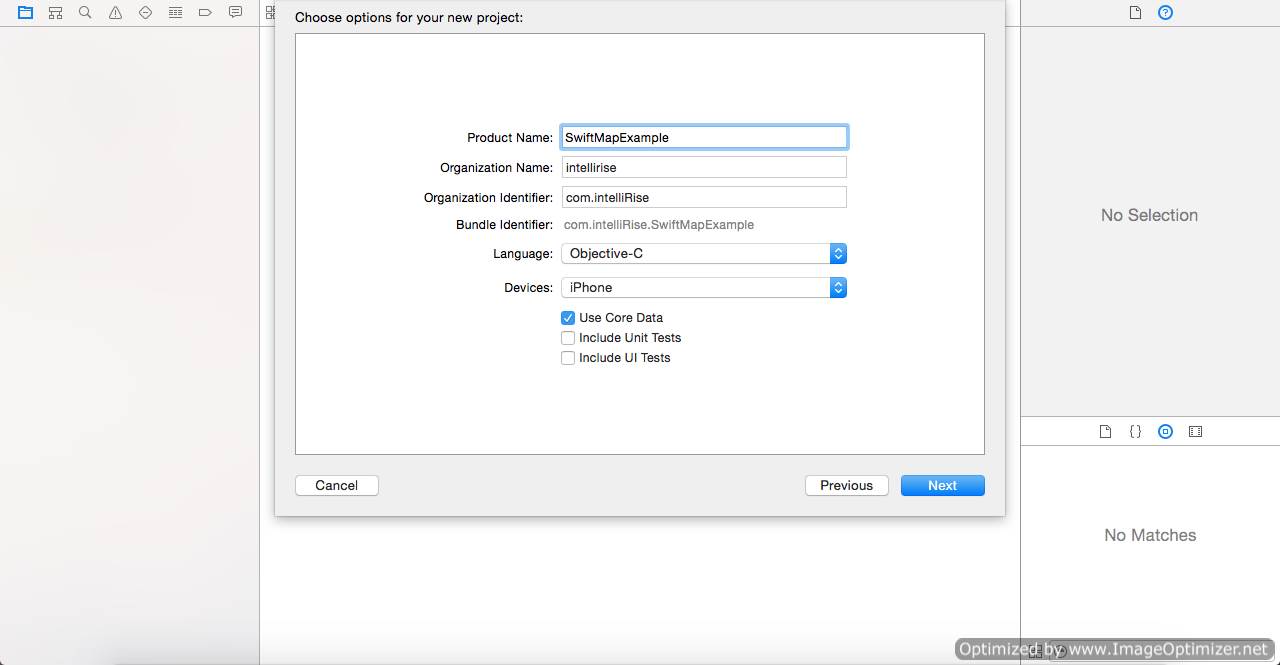 Choose options for your new project:
Product Name: SwiftMapExample
Organization Name: intellirise
Organization Identifier: com.intelliRise
Bundle Identifier: com.intelliRise.SwiftMapExample
Language: Objective-C
Devices: iPhone
Use Core Data
Include Unit Tests
Include UI Tests
Cancel
Previous
Next
No Selection
No Matches
Optimized by www.ImageOptimizer.net